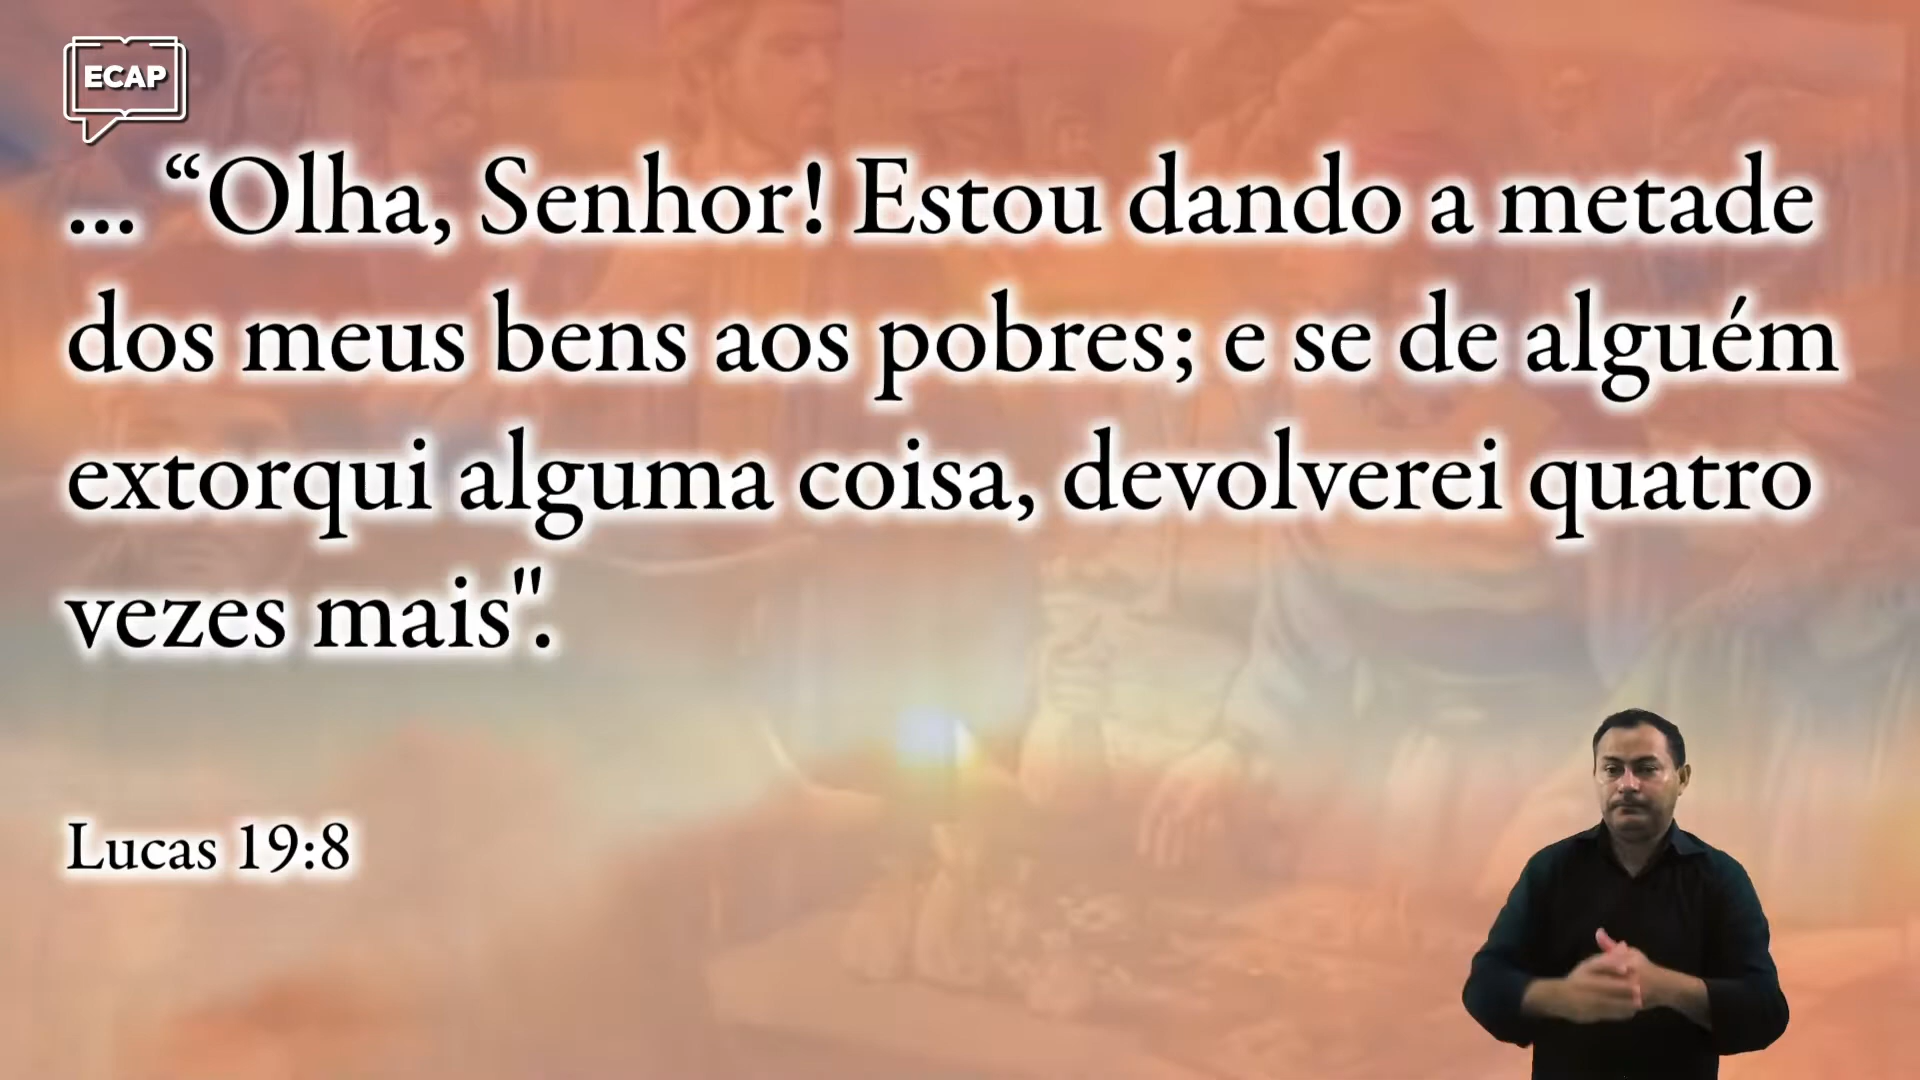 ECAP
... “Olha, Senhor! Estou dando a metade
dos meus bens aos pobres; e se de alguém
extorqui alguma coisa, devolverei quatro
vezes mais".
Lucas 19:8